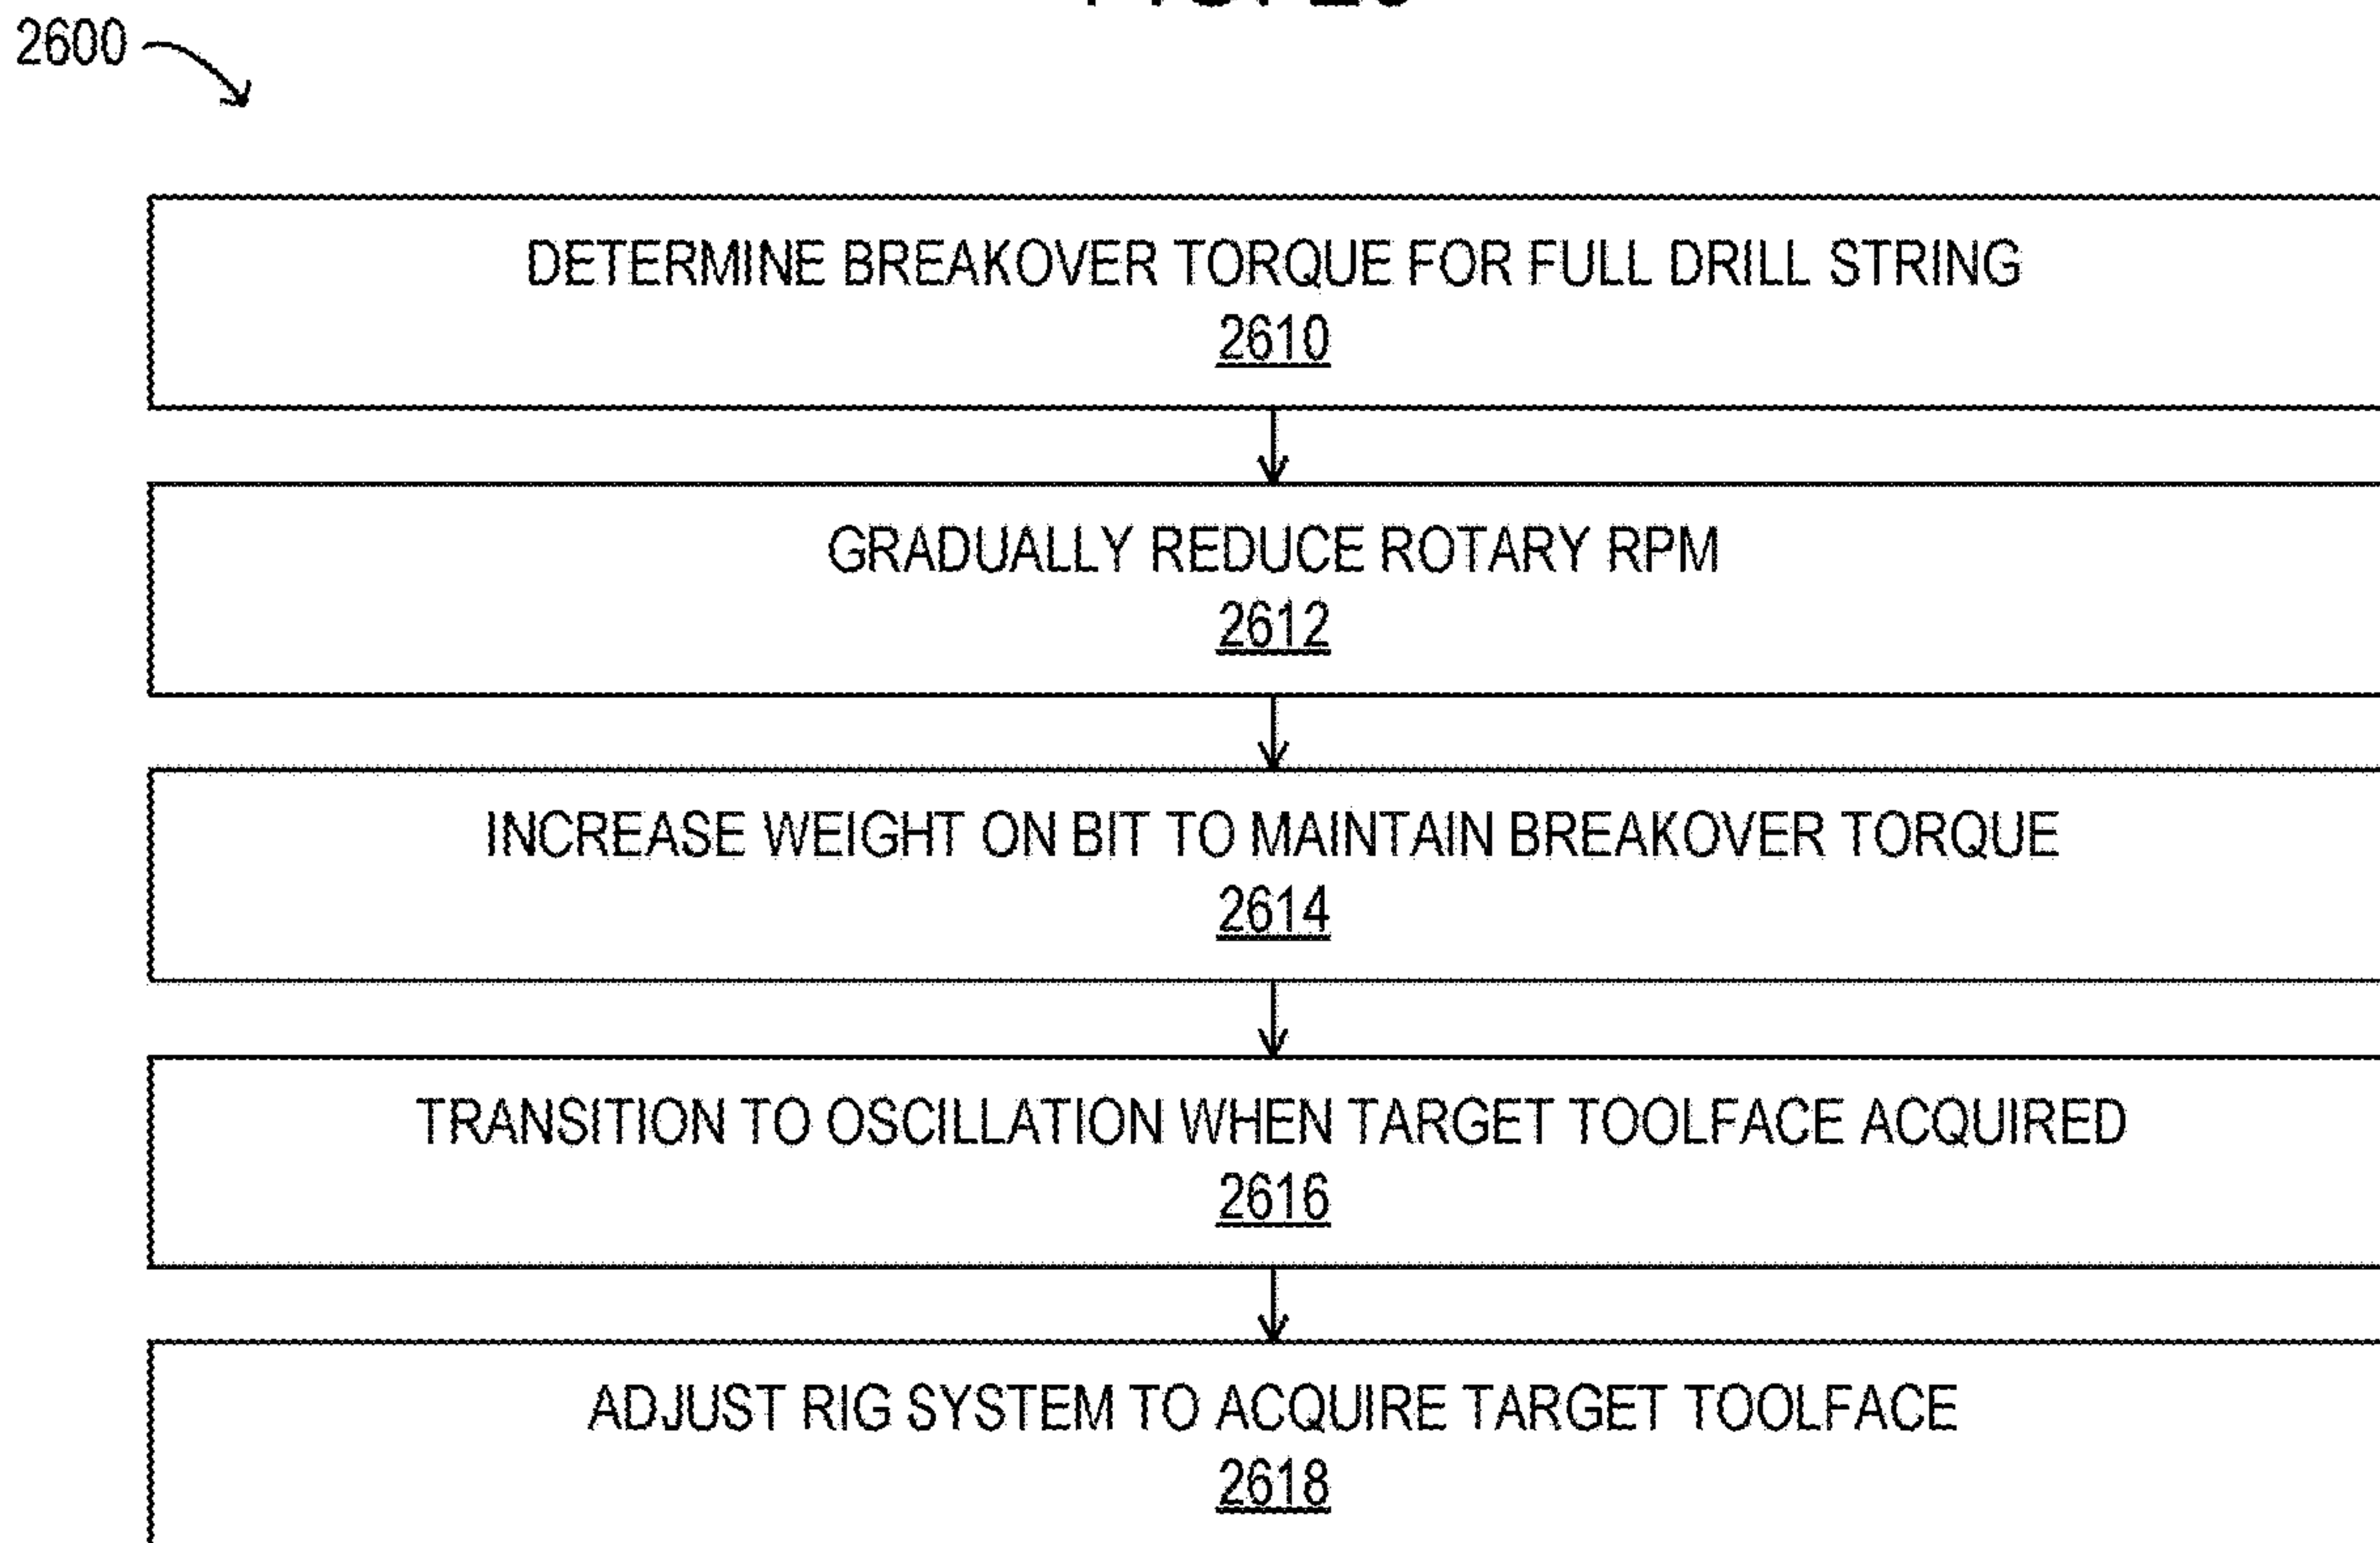 2600
DETERMINE BREAKOVER TORQUE FOR FULL DRILL STRING
2610
GRADUALLY REDUCE ROTARY RPM
2612
INCREASE WEIGHT ON BIT TO MAINTAIN BREAKOVER TORQUE
2614
TRANSITION TO OSCILLATION WHEN TARGET TOOLFACE ACQUIRED
2616
ADJUST RIG SYSTEM TO ACQUIRE TARGET TOOLFACE
2618